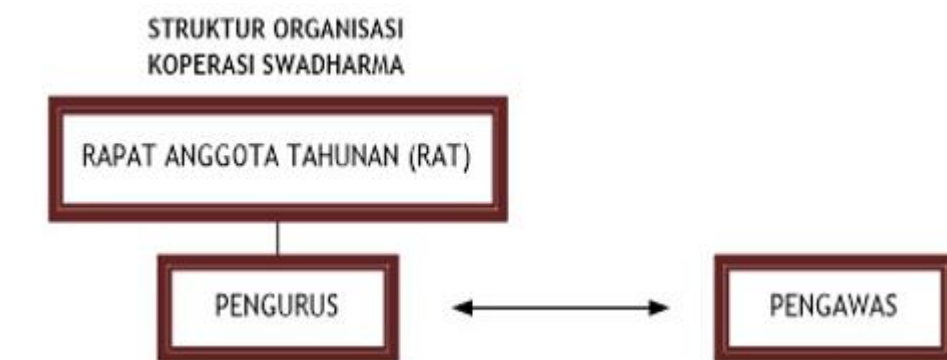 STRUKTUR ORGANISASI
KOPERASI SWADHARMA
RAPAT ANGGOTA TAHUNAN (RAT)
PENGURUS
PENGAWAS